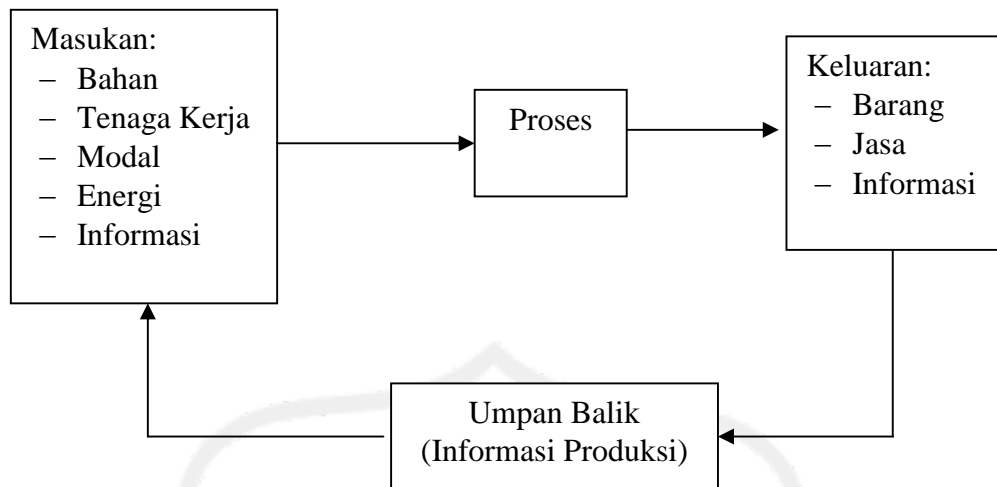 Masukan:
– Bahan
– Tenaga Kerja
– Modal
– Energi
– Informasi
Proses
Keluaran:
– Barang
– Jasa
– Informasi
Umpan Balik
(Informasi Produksi)